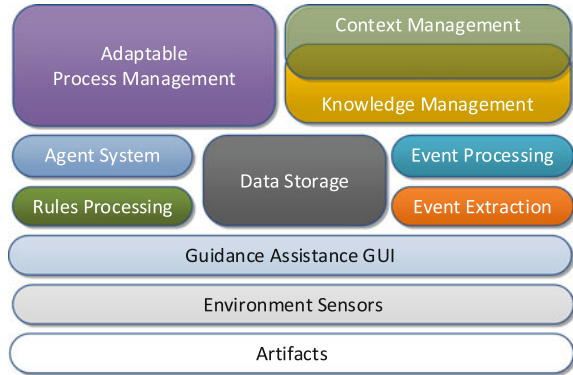 Adaptable
Process Management
Context Management
Knowledge Management
Agent System
Data Storage
Event Processing
Rules Processing
Event Extraction
Guidance Assistance GUI
Environment Sensors
Artifacts